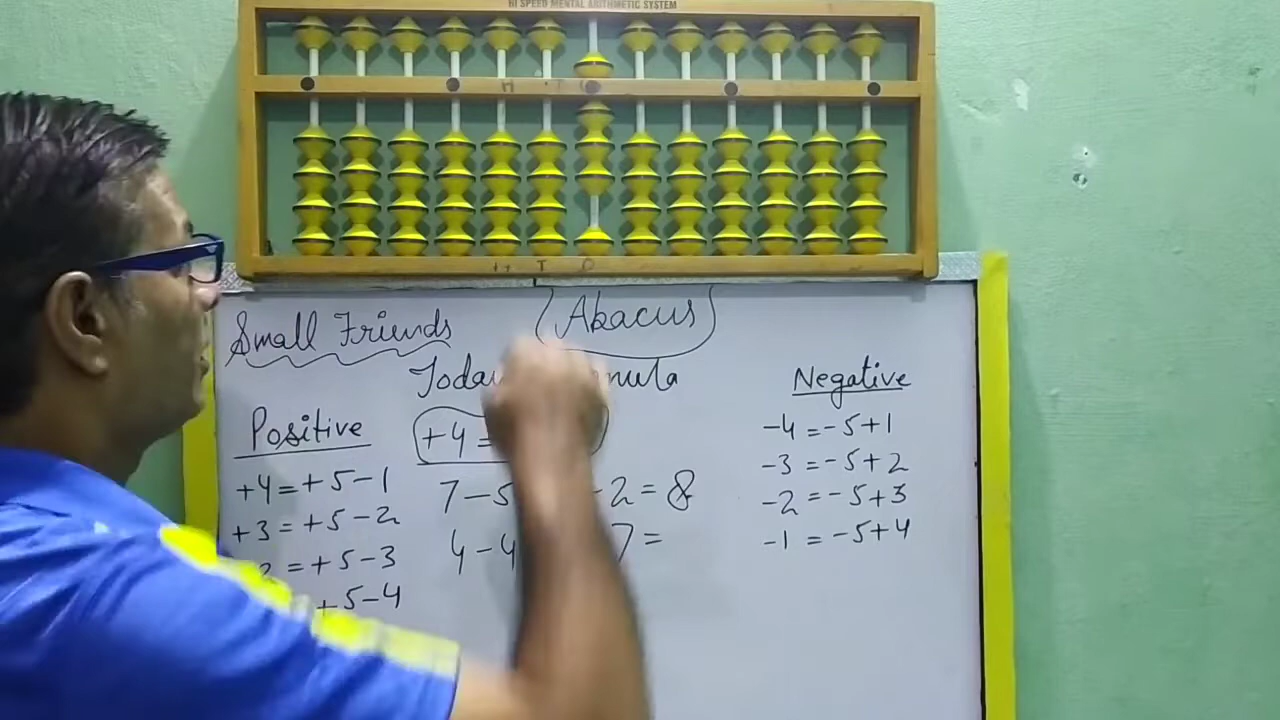 HI SPEED MENTAL ARITHMETIC SYSTEM
H T O
H T O
Small Friends
Abacus
Positive
+4=+5-1
+3=+5-2
=+5-3
+5-4
+4=
7-5 -2=8
4-4 7=
Negative
-4=-5+1
-3=-5+2
-2=-5+3
-1=-5+4